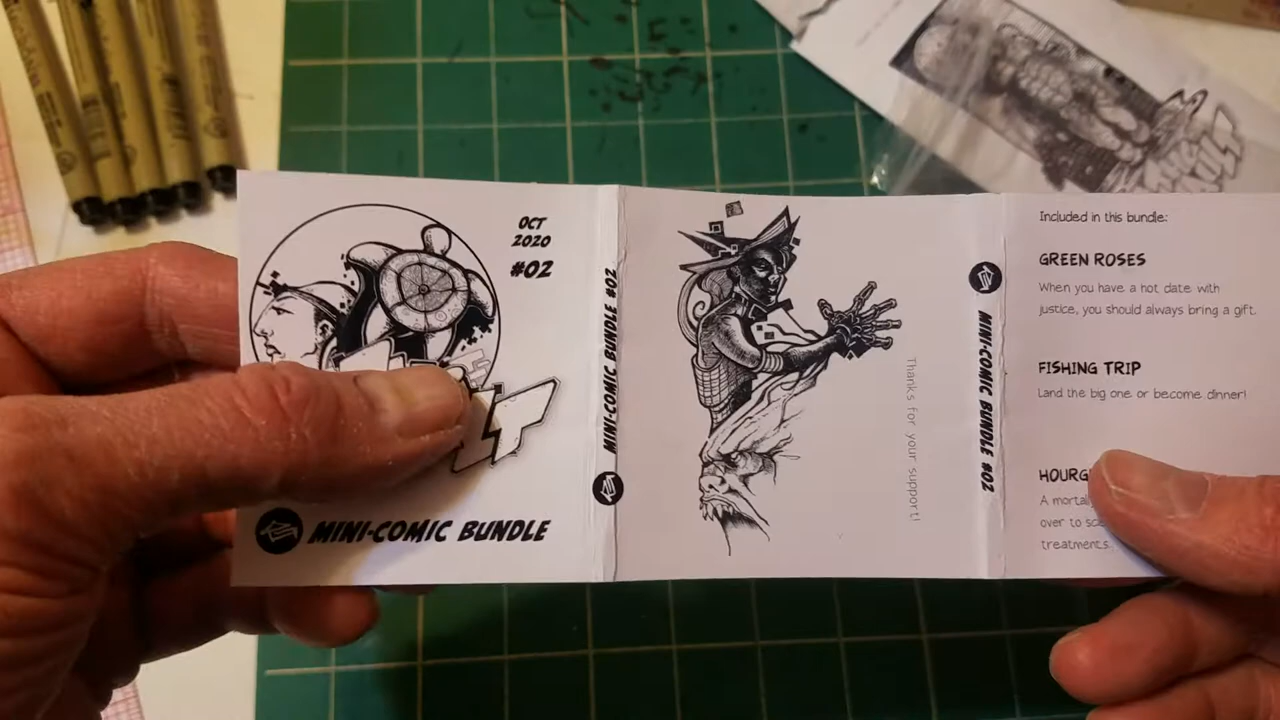 OCT
2020
#02
MINI-COMIC BUNDLE
MINI-COMIC BUNDLE #02
Thanks for your support!
MINI-COMIC BUNDLE #02
Included in this bundle:
GREEN ROSES
When you have a hot date with
justice, you should always bring a gift.
FISHING TRIP
Land the big one or become dinner!
A mortal
over to
treatments.